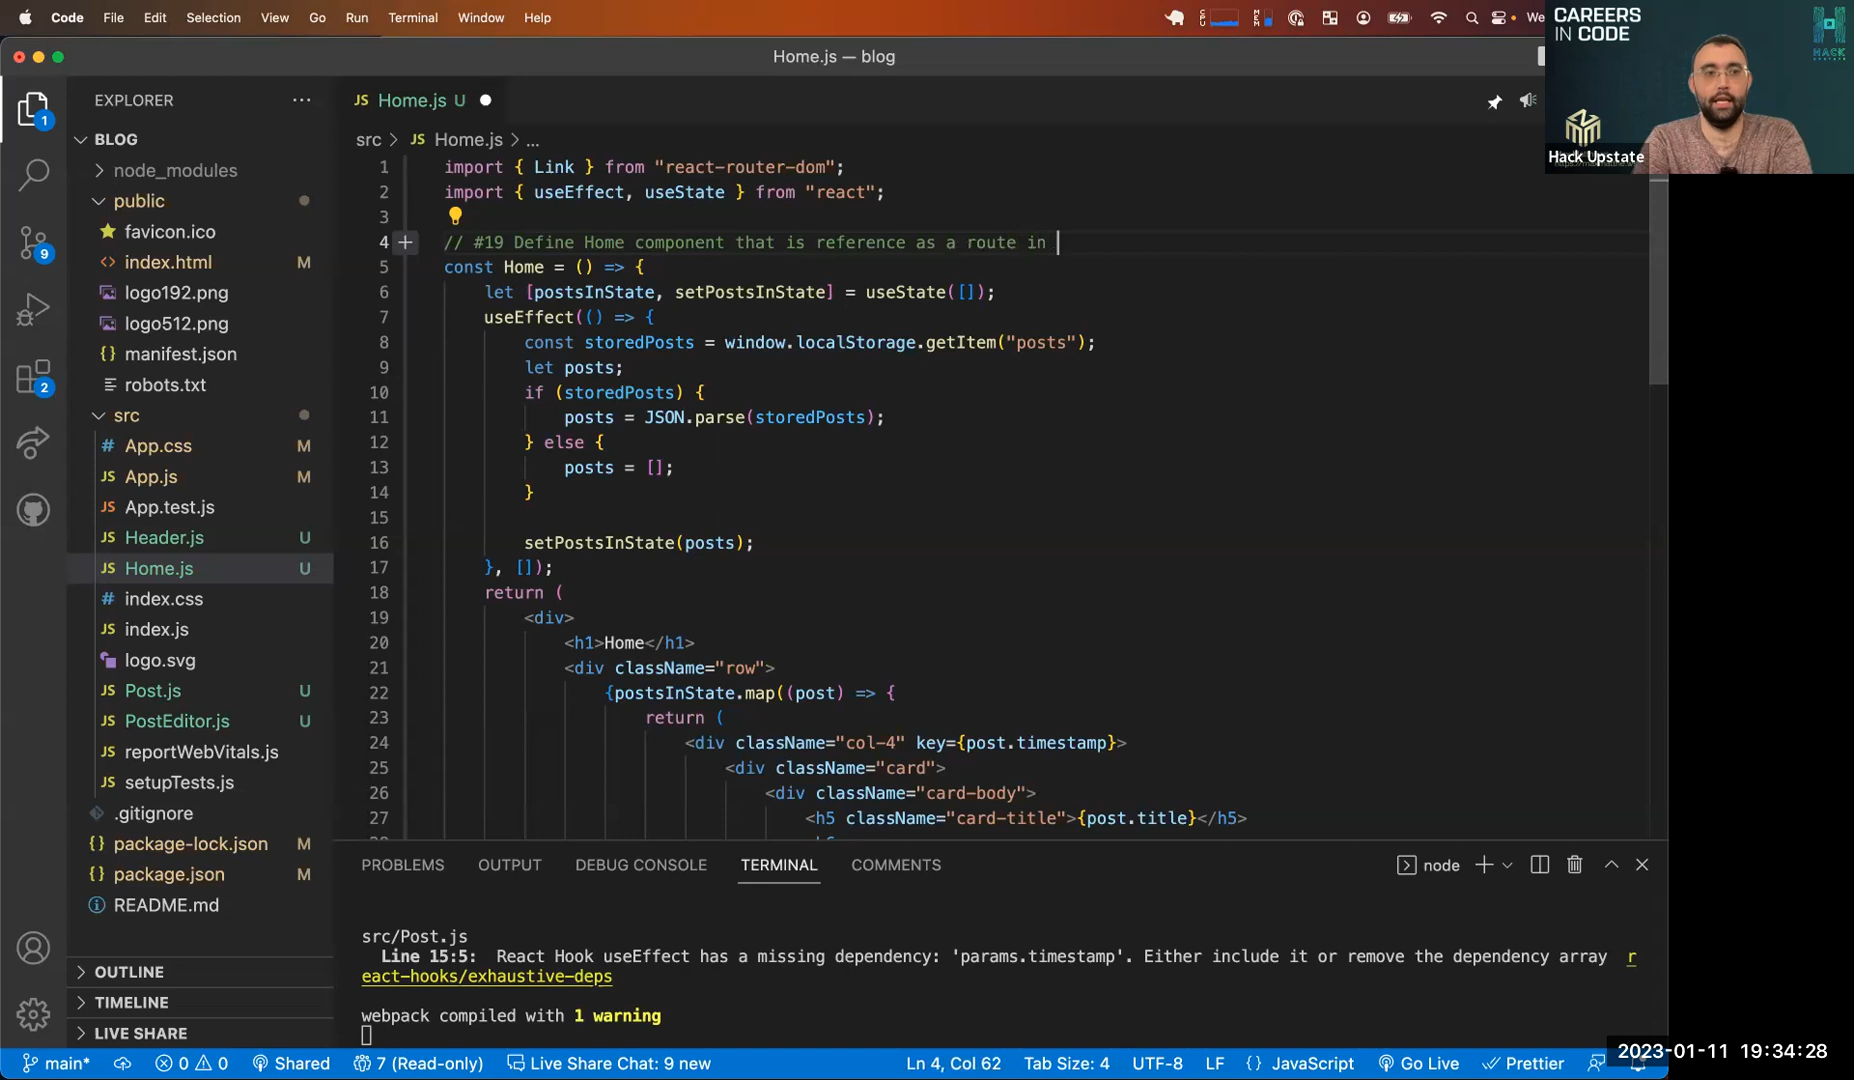 Code File Edit Selection View Go Run Terminal Window Help
CPU
MEM
We
CAREERS IN CODE
HACK UPSTATE
Hack Upstate
Home.js — blog
EXPLORER
Home.js U
BLOG
src > Home.js > ...
node_modules
public
favicon.ico
index.html M
logo192.png
logo512.png
manifest.json
robots.txt
src
App.css M
App.js M
App.test.js
Header.js U
Home.js U
index.css
index.js
logo.svg
Post.js U
PostEditor.js U
reportWebVitals.js
setupTests.js
.gitignore
package-lock.json M
package.json M
README.md
OUTLINE
TIMELINE
LIVE SHARE
1 import { Link } from "react-router-dom";
2 import { useEffect, useState } from "react";
3
4 // #19 Define Home component that is reference as a route in
5 const Home = () => {
6 let [postsInState, setPostsInState] = useState([]);
7 useEffect(() => {
8 const storedPosts = window.localStorage.getItem("posts");
9 let posts;
10 if (storedPosts) {
11 posts = JSON.parse(storedPosts);
12 } else {
13 posts = [];
14 }
15
16 setPostsInState(posts);
17 }, []);
18 return (
19 <div>
20 <h1>Home</h1>
21 <div className="row">
22 {postsInState.map((post) => {
23 return (
24 <div className="col-4" key={post.timestamp}>
25 <div className="card">
26 <div className="card-body">
27 <h5 className="card-title">{post.title}</h5>
PROBLEMS OUTPUT DEBUG CONSOLE TERMINAL COMMENTS
node
src/Post.js
Line 15:5: React Hook useEffect has a missing dependency: 'params.timestamp'. Either include it or remove the dependency array r
eact-hooks/exhaustive-deps
webpack compiled with 1 warning
1
9
2
main* 0 0 Shared 7 (Read-only) Live Share Chat: 9 new Ln 4, Col 62 Tab Size: 4 UTF-8 LF {} JavaScript Go Live Prettier
2023-01-11 19:34:28